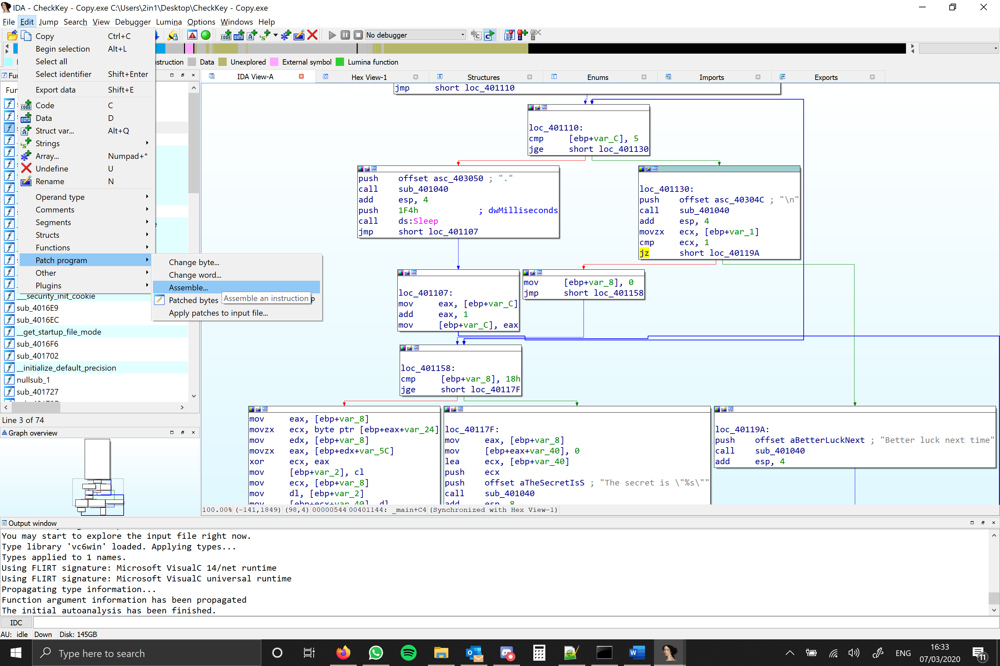 IDA - CheckKey - Copy.exe C:\Users\2in1\Desktop\CheckKey - Copy.exe
File Edit Jump Search View Debugger Lumina Options Windows Help
No debugger
Data Unexplored External symbol Lumina function
Copy Ctrl+C
Begin selection Alt+L
Select all
Select identifier Shift+Enter
Export data Shift+E
Code C
Data D
Struct var... Alt+Q
Strings
Array... Numpad+*
Undefine U
Rename N
Operand type
Comments
Segments
Structs
Functions
Patch program
Other
Plugins
Change byte...
Change word...
Assemble...
Patched bytes
Assemble an instruction
Apply patches to input file...
___security_init_cookie
sub_4016E9
sub_4016EC
__get_startup_file_mode
sub_4016F6
sub_401702
__initialize_default_precision
nullsub_1
sub_401727
Line 3 of 74
Graph overview
IDA View-A Hex View-1 Structures Enums Imports Exports
jmp short loc_401110
loc_401110:
cmp [ebp+var_C], 5
jge short loc_401130
push offset asc_403050 ; "."
call sub_401040
add esp, 4
push 1F4h ; dwMilliseconds
call ds:Sleep
jmp short loc_401107
loc_401130:
push offset asc_40304C ; "\n"
call sub_401040
add esp, 4
movzx ecx, [ebp+var_1]
cmp ecx, 1
jz short loc_40119A
loc_401107:
mov eax, [ebp+var_C]
add eax, 1
mov [ebp+var_C], eax
mov [ebp+var_8], 0
jmp short loc_401158
loc_401158:
cmp [ebp+var_8], 18h
jge short loc_40117F
mov eax, [ebp+var_8]
movzx ecx, byte ptr [ebp+eax+var_24]
mov edx, [ebp+var_8]
movzx eax, [ebp+edx+var_5C]
xor ecx, eax
mov [ebp+var_2], cl
mov ecx, [ebp+var_8]
mov dl, [ebp+var_2]
mov [ebp+ecx+var_40], dl
loc_40117F:
mov eax, [ebp+var_8]
mov [ebp+eax+var_40], 0
lea ecx, [ebp+var_40]
push ecx
push offset aTheSecretIsS ; "The secret is \"%s\""
call sub_401040
add esp, 8
loc_40119A:
push offset aBetterLuckNext ; "Better luck next time"
call sub_401040
add esp, 4
100.00% (-141,1849) (98,4) 00000544 00401144: _main+C4 (Synchronized with Hex View-1)
Output window
You may start to explore the input file right now.
Type library 'vc6win' loaded. Applying types...
Types applied to 1 names.
Using FLIRT signature: Microsoft VisualC 14/net runtime
Using FLIRT signature: Microsoft VisualC universal runtime
Propagating type information...
Function argument information has been propagated
The initial autoanalysis has been finished.
IDC
AU: idle Down Disk: 145GB
Type here to search
ENG
16:33
07/03/2020
11